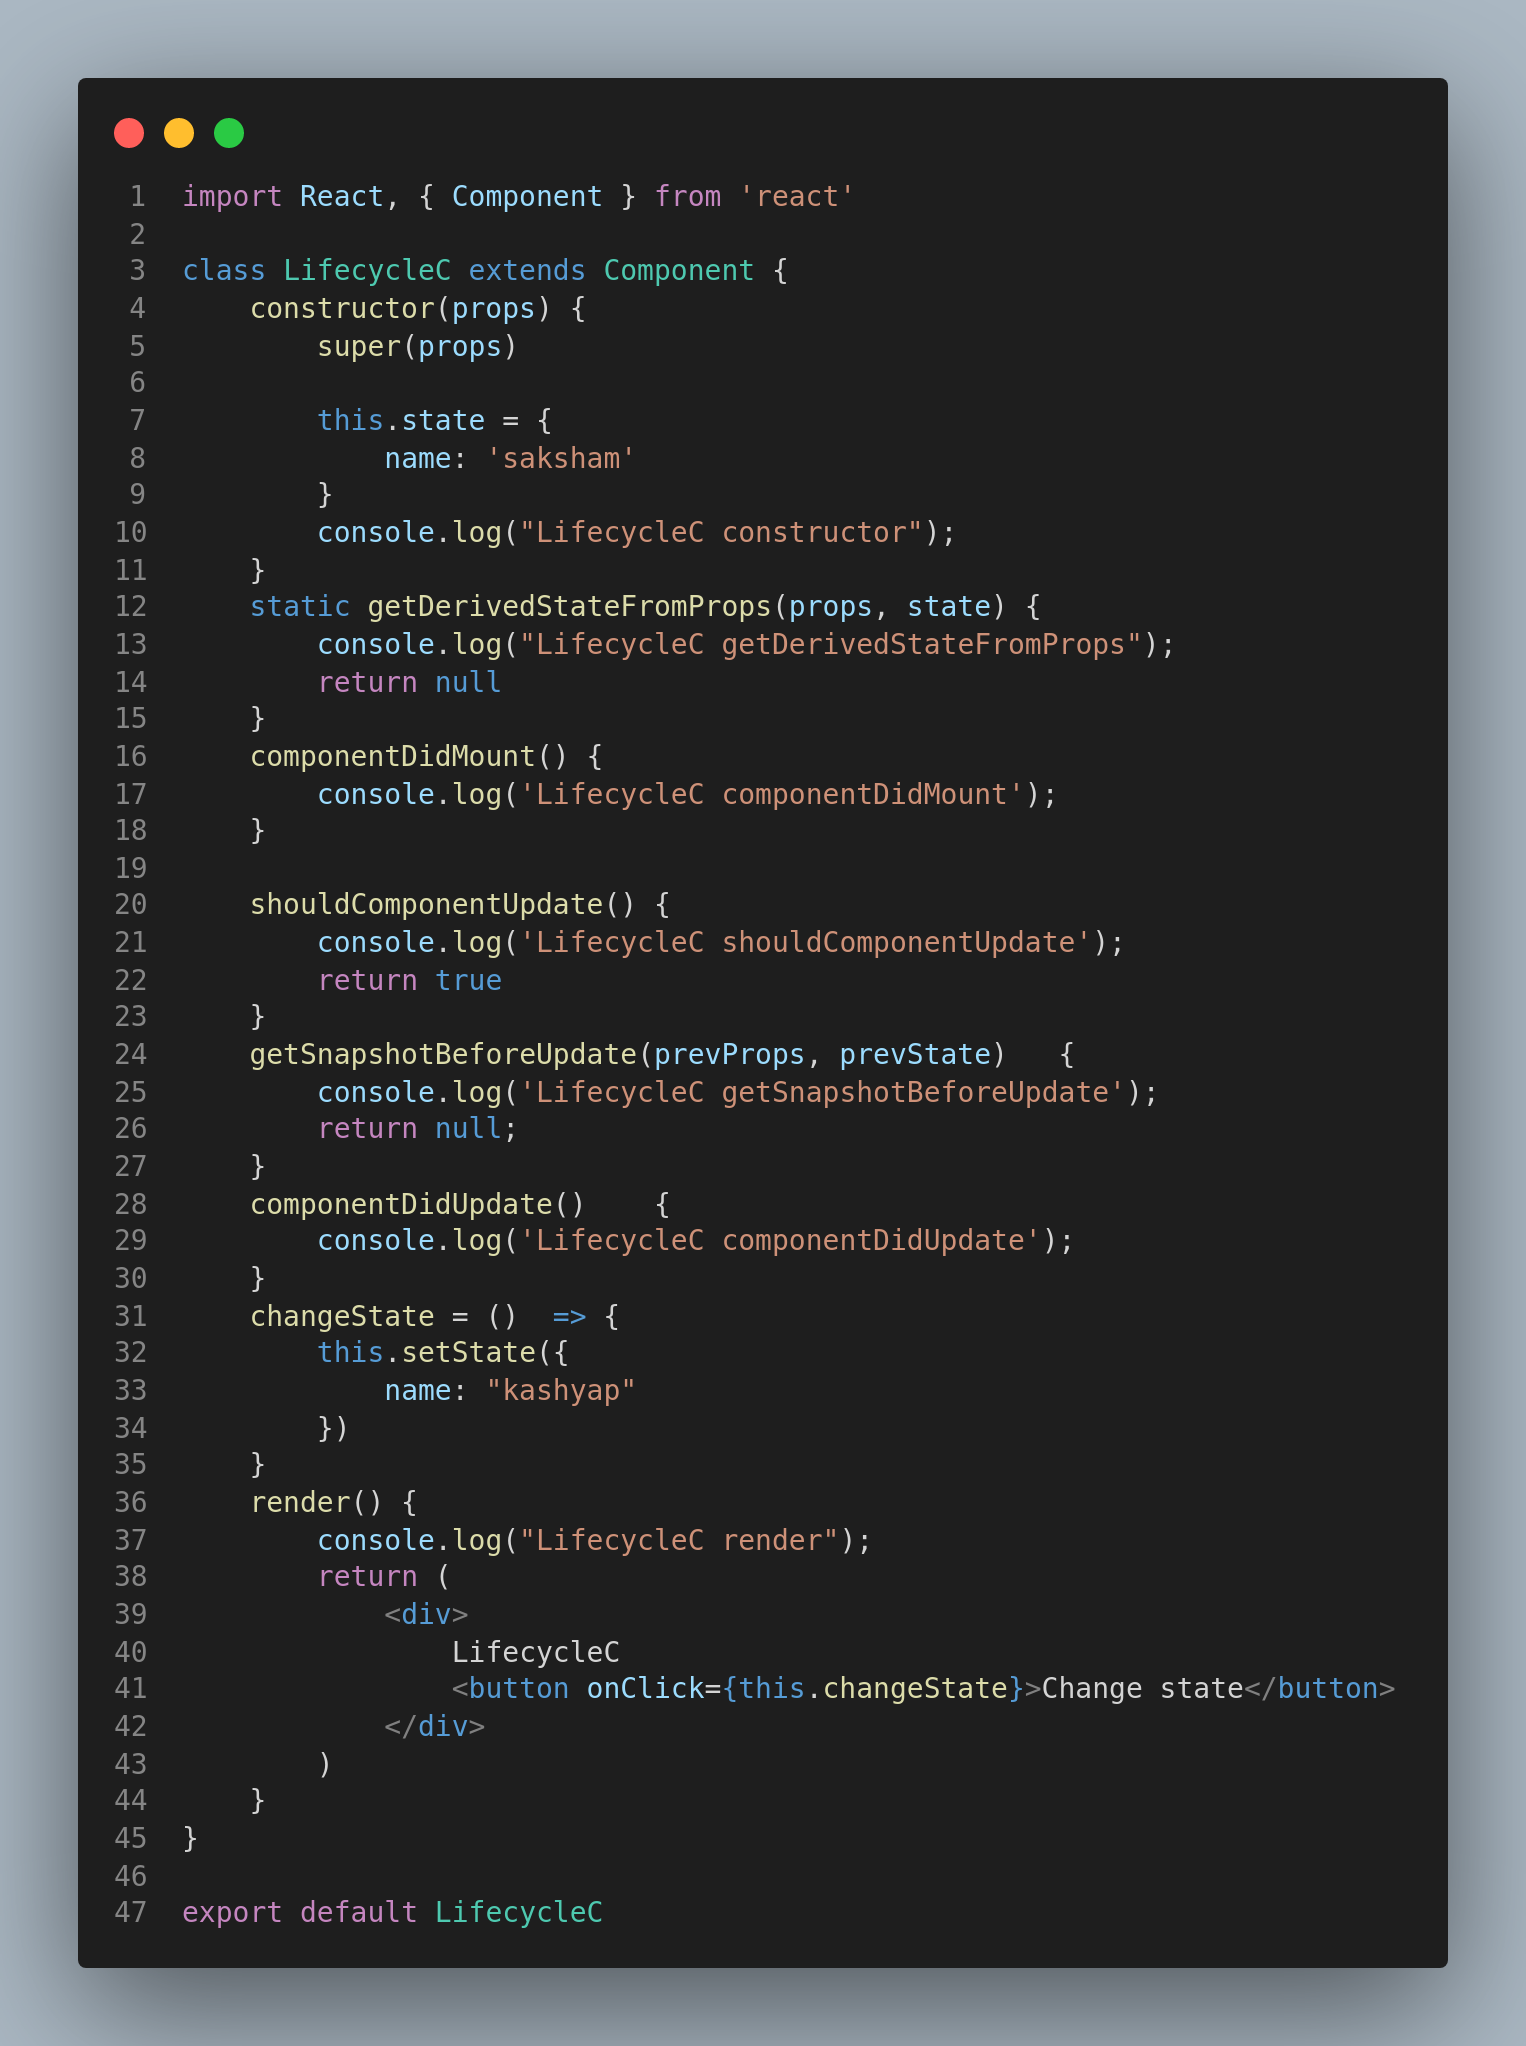 1 import React, { Component } from 'react'
2
3 class LifecycleC extends Component {
4     constructor(props) {
5         super(props)
6
7         this.state = {
8             name: 'saksham'
9         }
10         console.log("LifecycleC constructor");
11     }
12     static getDerivedStateFromProps(props, state) {
13         console.log("LifecycleC getDerivedStateFromProps");
14         return null
15     }
16     componentDidMount() {
17         console.log('LifecycleC componentDidMount');
18     }
19
20     shouldComponentUpdate() {
21         console.log('LifecycleC shouldComponentUpdate');
22         return true
23     }
24     getSnapshotBeforeUpdate(prevProps, prevState)   {
25         console.log('LifecycleC getSnapshotBeforeUpdate');
26         return null;
27     }
28     componentDidUpdate()    {
29         console.log('LifecycleC componentDidUpdate');
30     }
31     changeState = ()  => {
32         this.setState({
33             name: "kashyap"
34         })
35     }
36     render() {
37         console.log("LifecycleC render");
38         return (
39             <div>
40                 LifecycleC
41                 <button onClick={this.changeState}>Change state</button>
42             </div>
43         )
44     }
45 }
46
47 export default LifecycleC